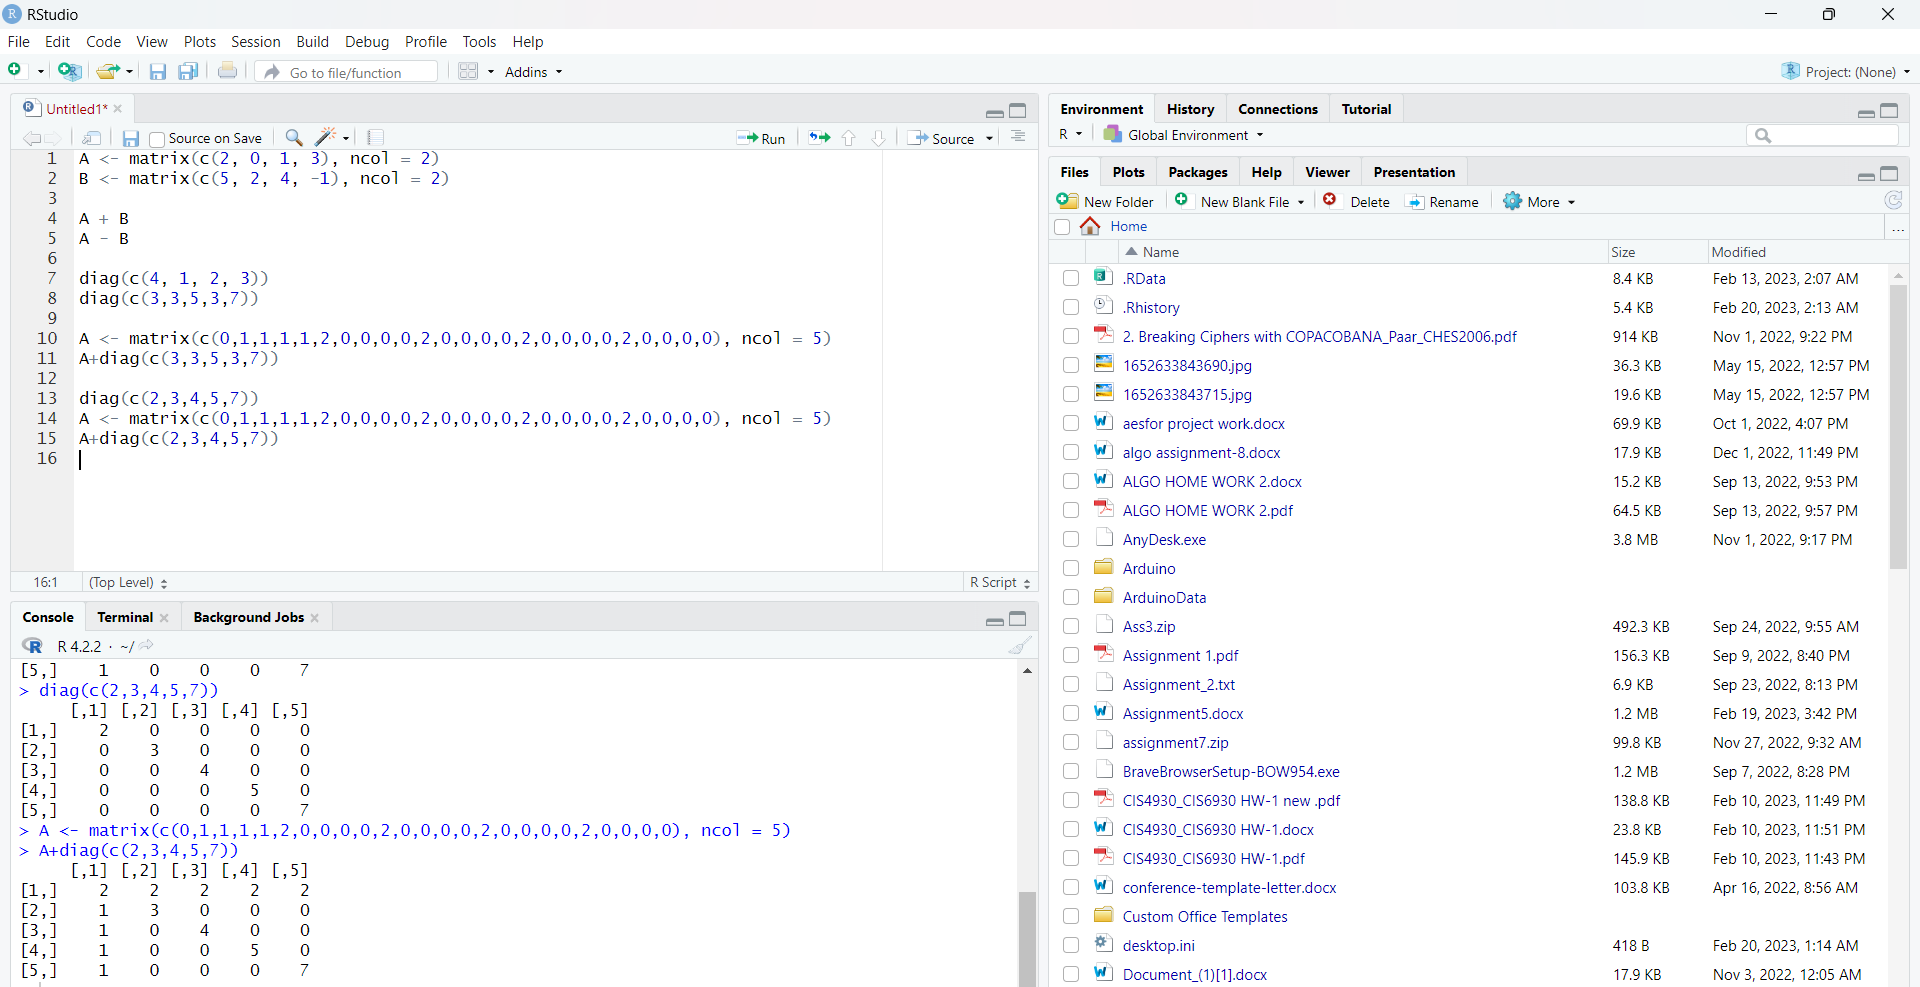 RStudio
File Edit Code View Plots Session Build Debug Profile Tools Help
Go to file/function Addins Project: (None)
Untitled1*
Source on Save Run Source
1 A <- matrix(c(2, 0, 1, 3), ncol = 2)
2 B <- matrix(c(5, 2, 4, -1), ncol = 2)
3
4 A + B
5 A - B
6
7 diag(c(4, 1, 2, 3))
8 diag(c(3,3,5,3,7))
9
10 A <- matrix(c(0,1,1,1,1,2,0,0,0,0,2,0,0,0,0,2,0,0,0,0,2,0,0,0,0), ncol = 5)
11 A+diag(c(3,3,5,3,7))
12
13 diag(c(2,3,4,5,7))
14 A <- matrix(c(0,1,1,1,1,2,0,0,0,0,2,0,0,0,0,2,0,0,0,0,2,0,0,0,0), ncol = 5)
15 A+diag(c(2,3,4,5,7))
16
16:1 (Top Level) R Script
Console Terminal Background Jobs
R 4.2.2 · ~/
[5,] 1 0 0 0 7
> diag(c(2,3,4,5,7))
[,1] [,2] [,3] [,4] [,5]
[1,] 2 0 0 0 0
[2,] 0 3 0 0 0
[3,] 0 0 4 0 0
[4,] 0 0 0 5 0
[5,] 0 0 0 0 7
> A <- matrix(c(0,1,1,1,1,2,0,0,0,0,2,0,0,0,0,2,0,0,0,0,2,0,0,0,0), ncol = 5)
> A+diag(c(2,3,4,5,7))
[,1] [,2] [,3] [,4] [,5]
[1,] 2 2 2 2 2
[2,] 1 3 0 0 0
[3,] 1 0 4 0 0
[4,] 1 0 0 5 0
[5,] 1 0 0 0 7
Environment History Connections Tutorial
R Global Environment
Files Plots Packages Help Viewer Presentation
New Folder New Blank File Delete Rename More
Home ...
Name Size Modified
.RData 8.4 KB Feb 13, 2023, 2:07 AM
.Rhistory 5.4 KB Feb 20, 2023, 2:13 AM
2. Breaking Ciphers with COPACOBANA_Paar_CHES2006.pdf 914 KB Nov 1, 2022, 9:22 PM
1652633843690.jpg 36.3 KB May 15, 2022, 12:57 PM
1652633843715.jpg 19.6 KB May 15, 2022, 12:57 PM
aesfor project work.docx 69.9 KB Oct 1, 2022, 4:07 PM
algo assignment-8.docx 17.9 KB Dec 1, 2022, 11:49 PM
ALGO HOME WORK 2.docx 15.2 KB Sep 13, 2022, 9:53 PM
ALGO HOME WORK 2.pdf 64.5 KB Sep 13, 2022, 9:57 PM
AnyDesk.exe 3.8 MB Nov 1, 2022, 9:17 PM
Arduino
ArduinoData
Ass3.zip 492.3 KB Sep 24, 2022, 9:55 AM
Assignment 1.pdf 156.3 KB Sep 9, 2022, 8:40 PM
Assignment_2.txt 6.9 KB Sep 23, 2022, 8:13 PM
Assignment5.docx 1.2 MB Feb 19, 2023, 3:42 PM
assignment7.zip 99.8 KB Nov 27, 2022, 9:32 AM
BraveBrowserSetup-BOW954.exe 1.2 MB Sep 7, 2022, 8:28 PM
CIS4930_CIS6930 HW-1 new .pdf 138.8 KB Feb 10, 2023, 11:49 PM
CIS4930_CIS6930 HW-1.docx 23.8 KB Feb 10, 2023, 11:51 PM
CIS4930_CIS6930 HW-1.pdf 145.9 KB Feb 10, 2023, 11:43 PM
conference-template-letter.docx 103.8 KB Apr 16, 2022, 8:56 AM
Custom Office Templates
desktop.ini 418 B Feb 20, 2023, 1:14 AM
Document_(1)[1].docx 17.9 KB Nov 3, 2022, 12:05 AM